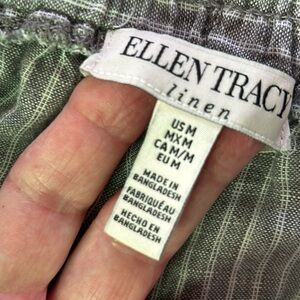 ELLEN TRACY
linen
US M
MX M
CA M/M
EU M
MADE IN
BANGLADESH
FABRIQUÉ AU
BANGLADESH
HECHO EN
BANGLADESH